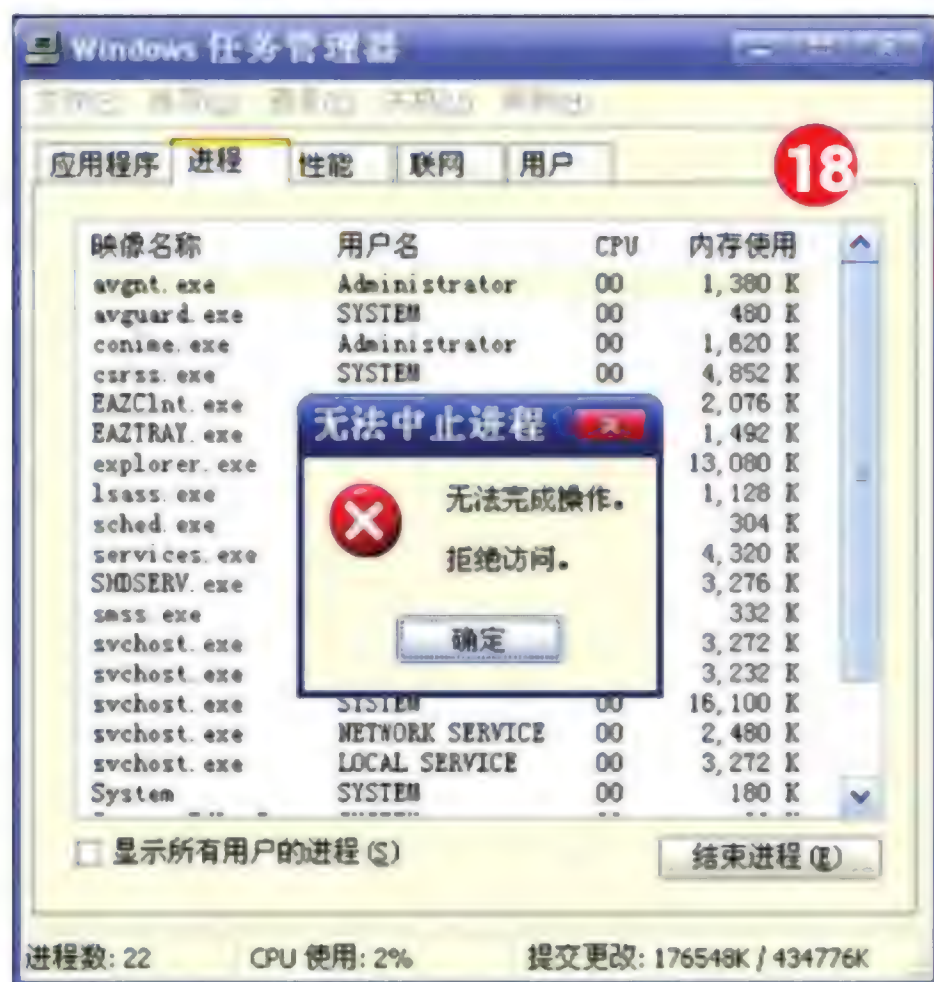 Windows 任务管理器
应用程序 进程 性能 联网 用户
18
映像名称 用户名 CPU 内存使用
avgnt.exe Administrator 00 1,380 K
avguard.exe SYSTEM 00 480 K
conime.exe Administrator 00 1,620 K
csrss.exe SYSTEM 00 4,852 K
EAZClnt.exe 2,076 K
EAZTRAY.exe 1,492 K
explorer.exe 13,080 K
lsass.exe 1,128 K
sched.exe 304 K
services.exe 4,320 K
SMDSERV.exe 3,276 K
smss.exe 332 K
svchost.exe 3,272 K
svchost.exe 3,232 K
svchost.exe SYSTEM 00 16,100 K
svchost.exe NETWORK SERVICE 00 2,480 K
svchost.exe LOCAL SERVICE 00 3,272 K
System SYSTEM 00 180 K
无法中止进程
无法完成操作。
拒绝访问。
确定
显示所有用户的进程(S)
结束进程(E)
进程数: 22 CPU 使用: 2% 提交更改: 176548K / 434776K